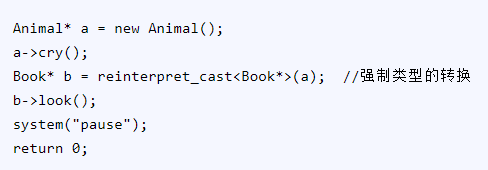 Animal* a = new Animal();
a->cry();
Book* b = reinterpret_cast<Book*>(a);  //强制类型的转换
b->look();
system("pause");
return 0;